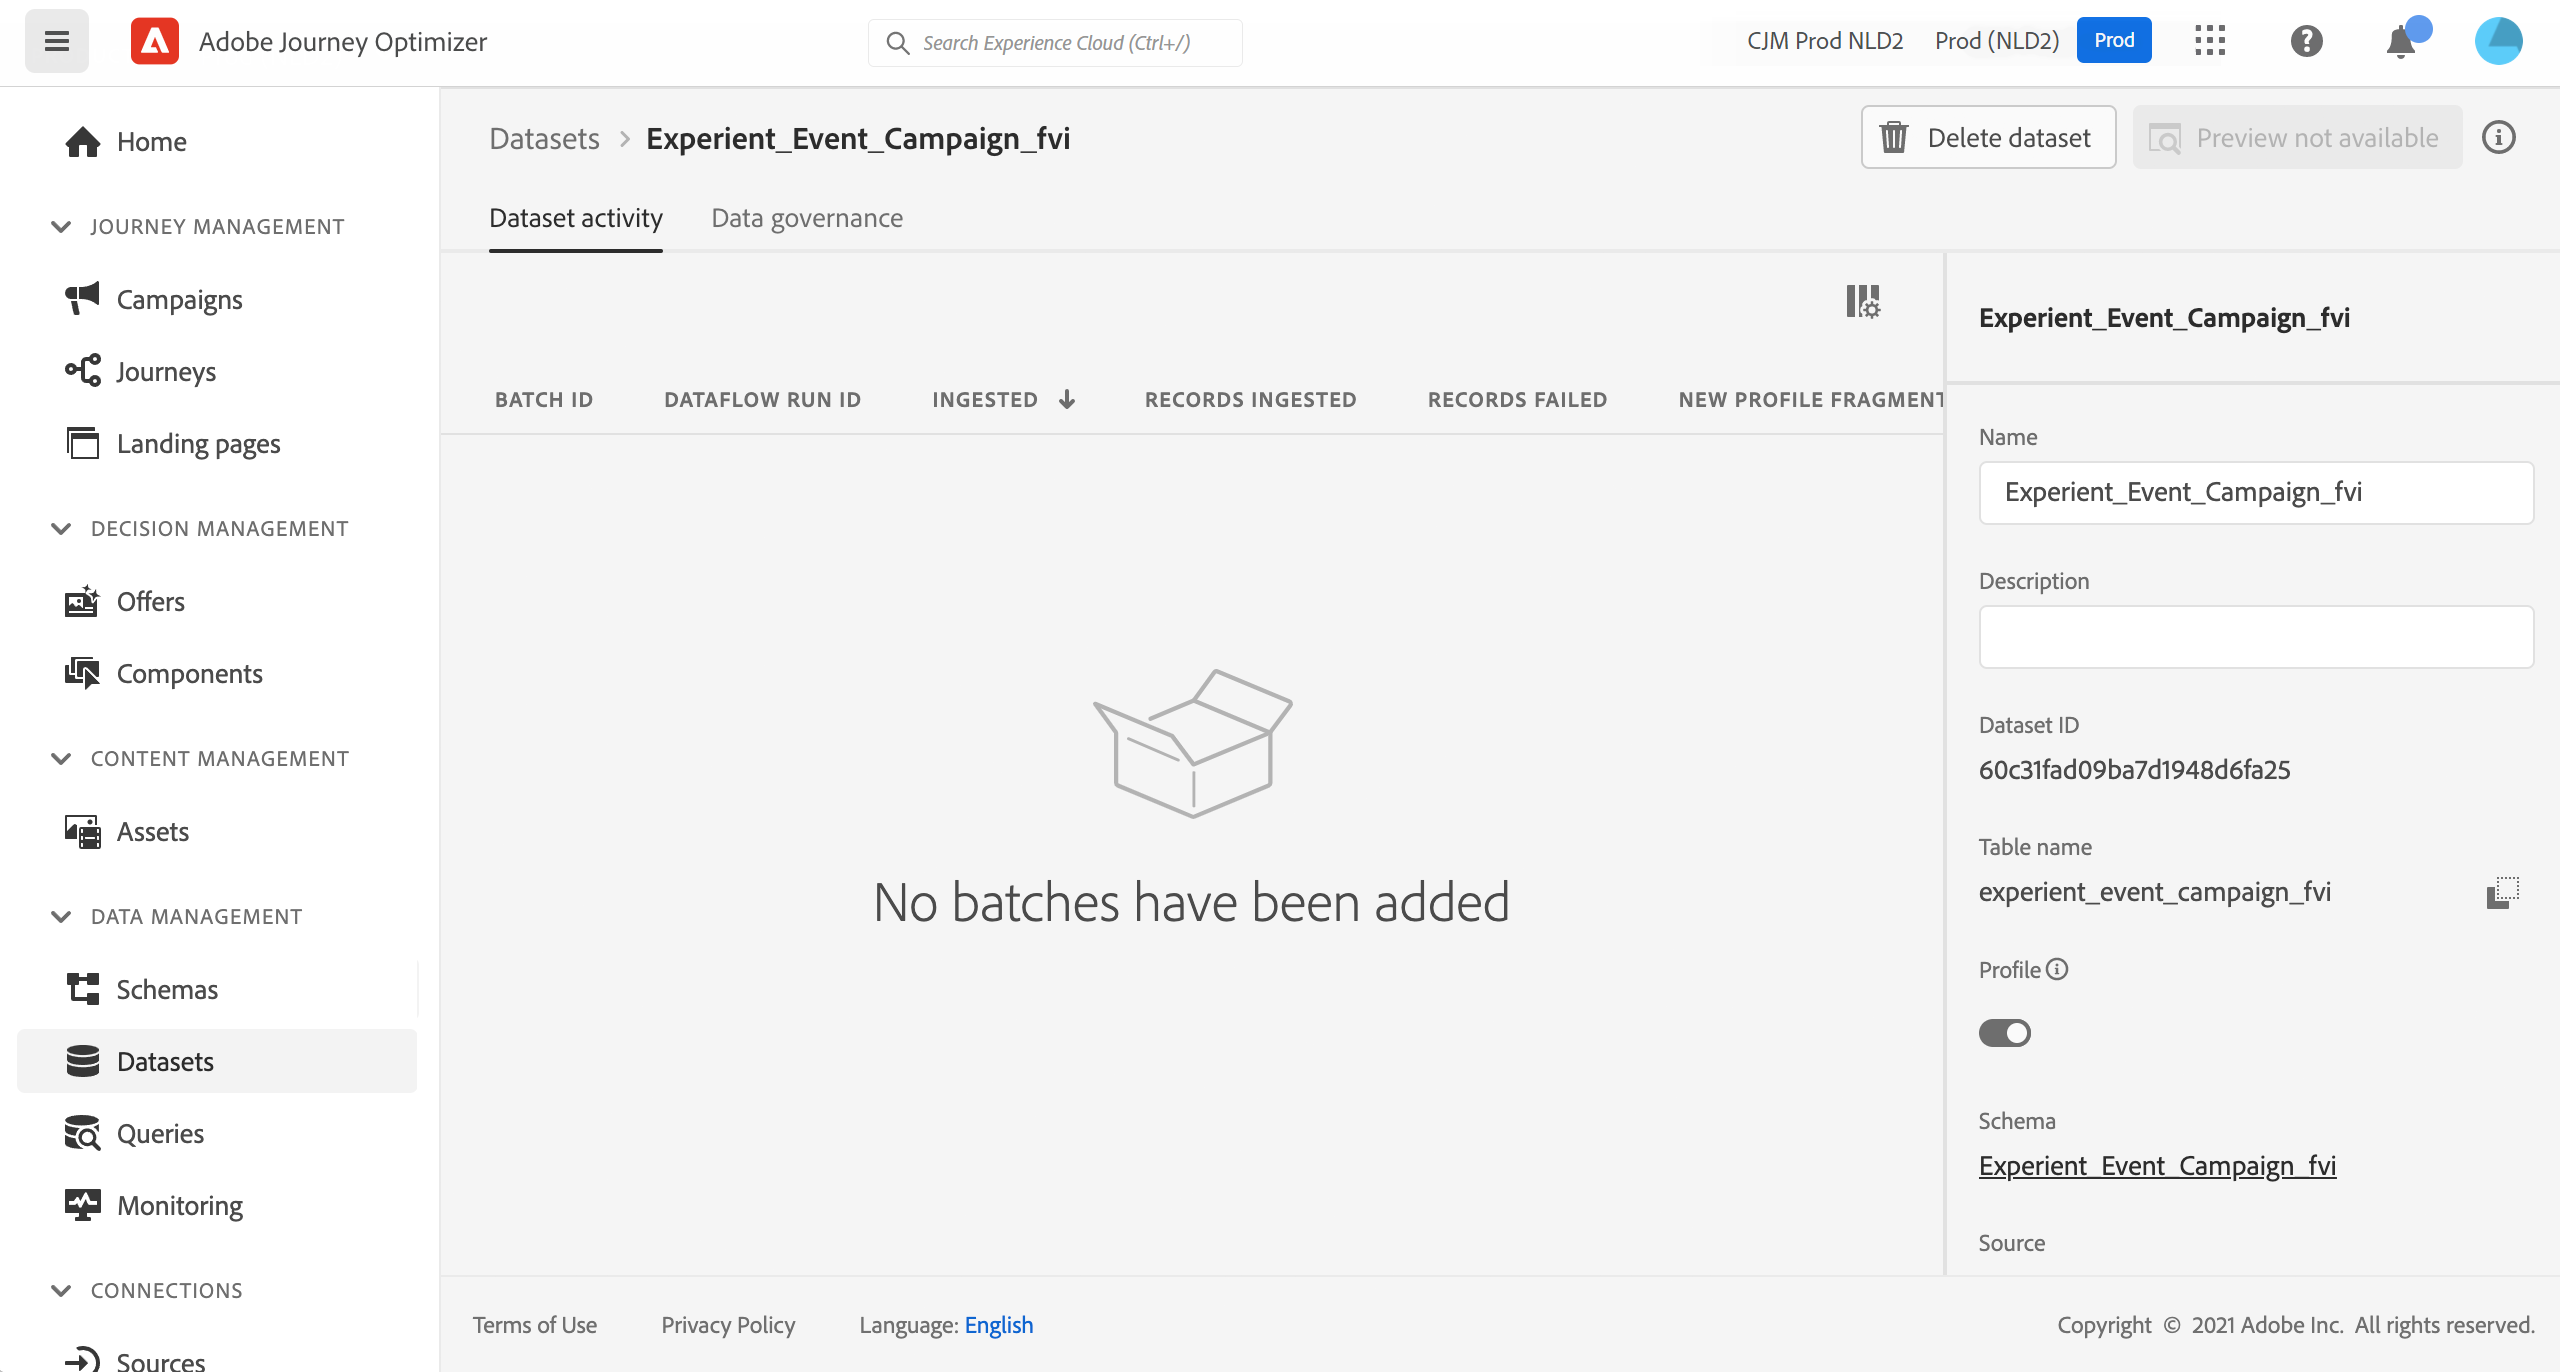 Adobe Journey Optimizer
Search Experience Cloud (Ctrl+/)
CJM Prod NLD2
Prod (NLD2)
Prod
Home
JOURNEY MANAGEMENT
Campaigns
Journeys
Landing pages
DECISION MANAGEMENT
Offers
Components
CONTENT MANAGEMENT
Assets
DATA MANAGEMENT
Schemas
Datasets
Queries
Monitoring
CONNECTIONS
Sources
Datasets > Experient_Event_Campaign_fvi
Delete dataset
Preview not available
Dataset activity
Data governance
BATCH ID DATAFLOW RUN ID INGESTED RECORDS INGESTED RECORDS FAILED NEW PROFILE FRAGMENT
No batches have been added
Experient_Event_Campaign_fvi
Name
Experient_Event_Campaign_fvi
Description
Dataset ID
60c31fad09ba7d1948d6fa25
Table name
experient_event_campaign_fvi
Profile
Schema
Experient_Event_Campaign_fvi
Source
Terms of Use
Privacy Policy
Language: English
Copyright © 2021 Adobe Inc. All rights reserved.